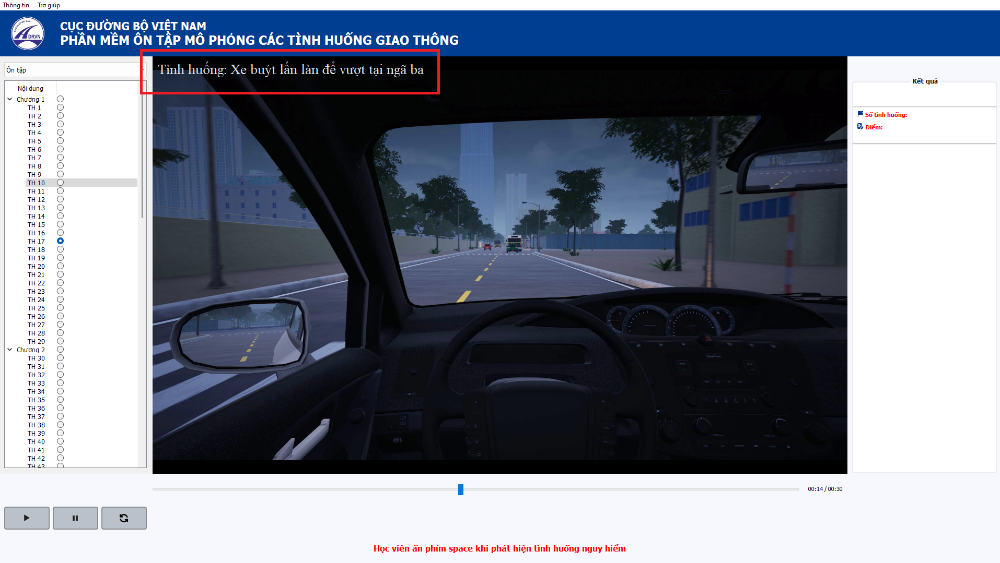 Thông tin Trợ giúp
CỤC ĐƯỜNG BỘ VIỆT NAM
PHẦN MỀM ÔN TẬP MÔ PHỎNG CÁC TÌNH HUỐNG GIAO THÔNG
ĐƯỜNG BỘ VIỆT NAM
DRVN
Ôn tập
Nội dung
Chương 1
TH 1
TH 2
TH 3
TH 4
TH 5
TH 6
TH 7
TH 8
TH 9
TH 10
TH 11
TH 12
TH 13
TH 14
TH 15
TH 16
TH 17
TH 18
TH 19
TH 20
TH 21
TH 22
TH 23
TH 24
TH 25
TH 26
TH 27
TH 28
TH 29
Chương 2
TH 30
TH 31
TH 32
TH 33
TH 34
TH 35
TH 36
TH 37
TH 38
TH 39
TH 40
TH 41
TH 42
TH 43
Tình huống: Xe buýt lấn làn để vượt tại ngã ba
Kết quả
Số tình huống:
Điểm:
00:14 / 00:30
Học viên ấn phím space khi phát hiện tình huống nguy hiểm